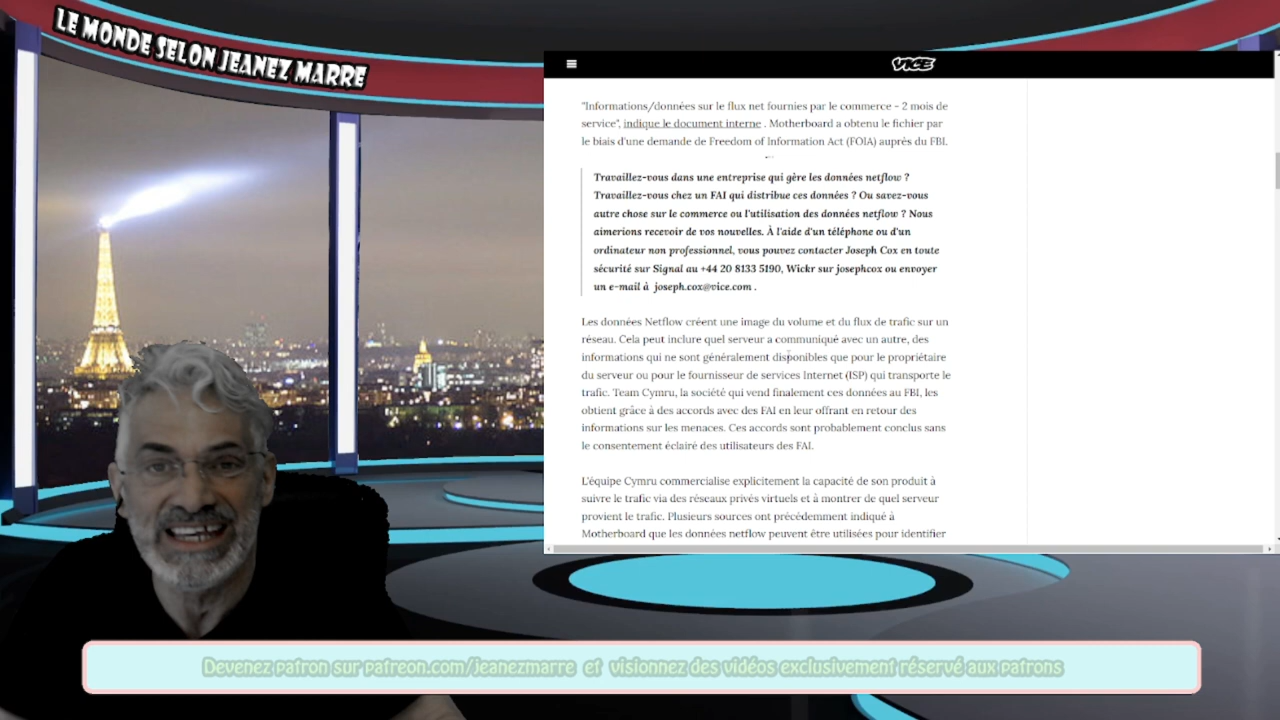 LE MONDE SELON JEANEZ MARRE
VICE
"Informations/données sur le flux net fournies par le commerce - 2 mois de
service", indique le document interne . Motherboard a obtenu le fichier par
le biais d'une demande de Freedom of Information Act (FOIA) auprès du FBI.
Travaillez-vous dans une entreprise qui gère les données netflow ?
Travaillez-vous chez un FAI qui distribue ces données ? Ou savez-vous
autre chose sur le commerce ou l'utilisation des données netflow ? Nous
aimerions recevoir de vos nouvelles. À l'aide d'un téléphone ou d'un
ordinateur non professionnel, vous pouvez contacter Joseph Cox en toute
sécurité sur Signal au +44 20 8133 5190, Wickr sur josephcox ou envoyer
un e-mail à joseph.cox@vice.com .
Les données Netflow créent une image du volume et du flux de trafic sur un
réseau. Cela peut inclure quel serveur a communiqué avec un autre, des
informations qui ne sont généralement disponibles que pour le propriétaire
du serveur ou pour le fournisseur de services Internet (ISP) qui transporte le
trafic. Team Cymru, la société qui vend finalement ces données au FBI, les
obtient grâce à des accords avec des FAI en leur offrant en retour des
informations sur les menaces. Ces accords sont probablement conclus sans
le consentement éclairé des utilisateurs des FAI.
L'équipe Cymru commercialise explicitement la capacité de son produit à
suivre le trafic via des réseaux privés virtuels et à montrer de quel serveur
provient le trafic. Plusieurs sources ont précédemment indiqué à
Motherboard que les données netflow peuvent être utilisées pour identifier
Devenez patron sur patreon.com/jeanezmarre et visionnez des vidéos exclusivement réservé aux patrons